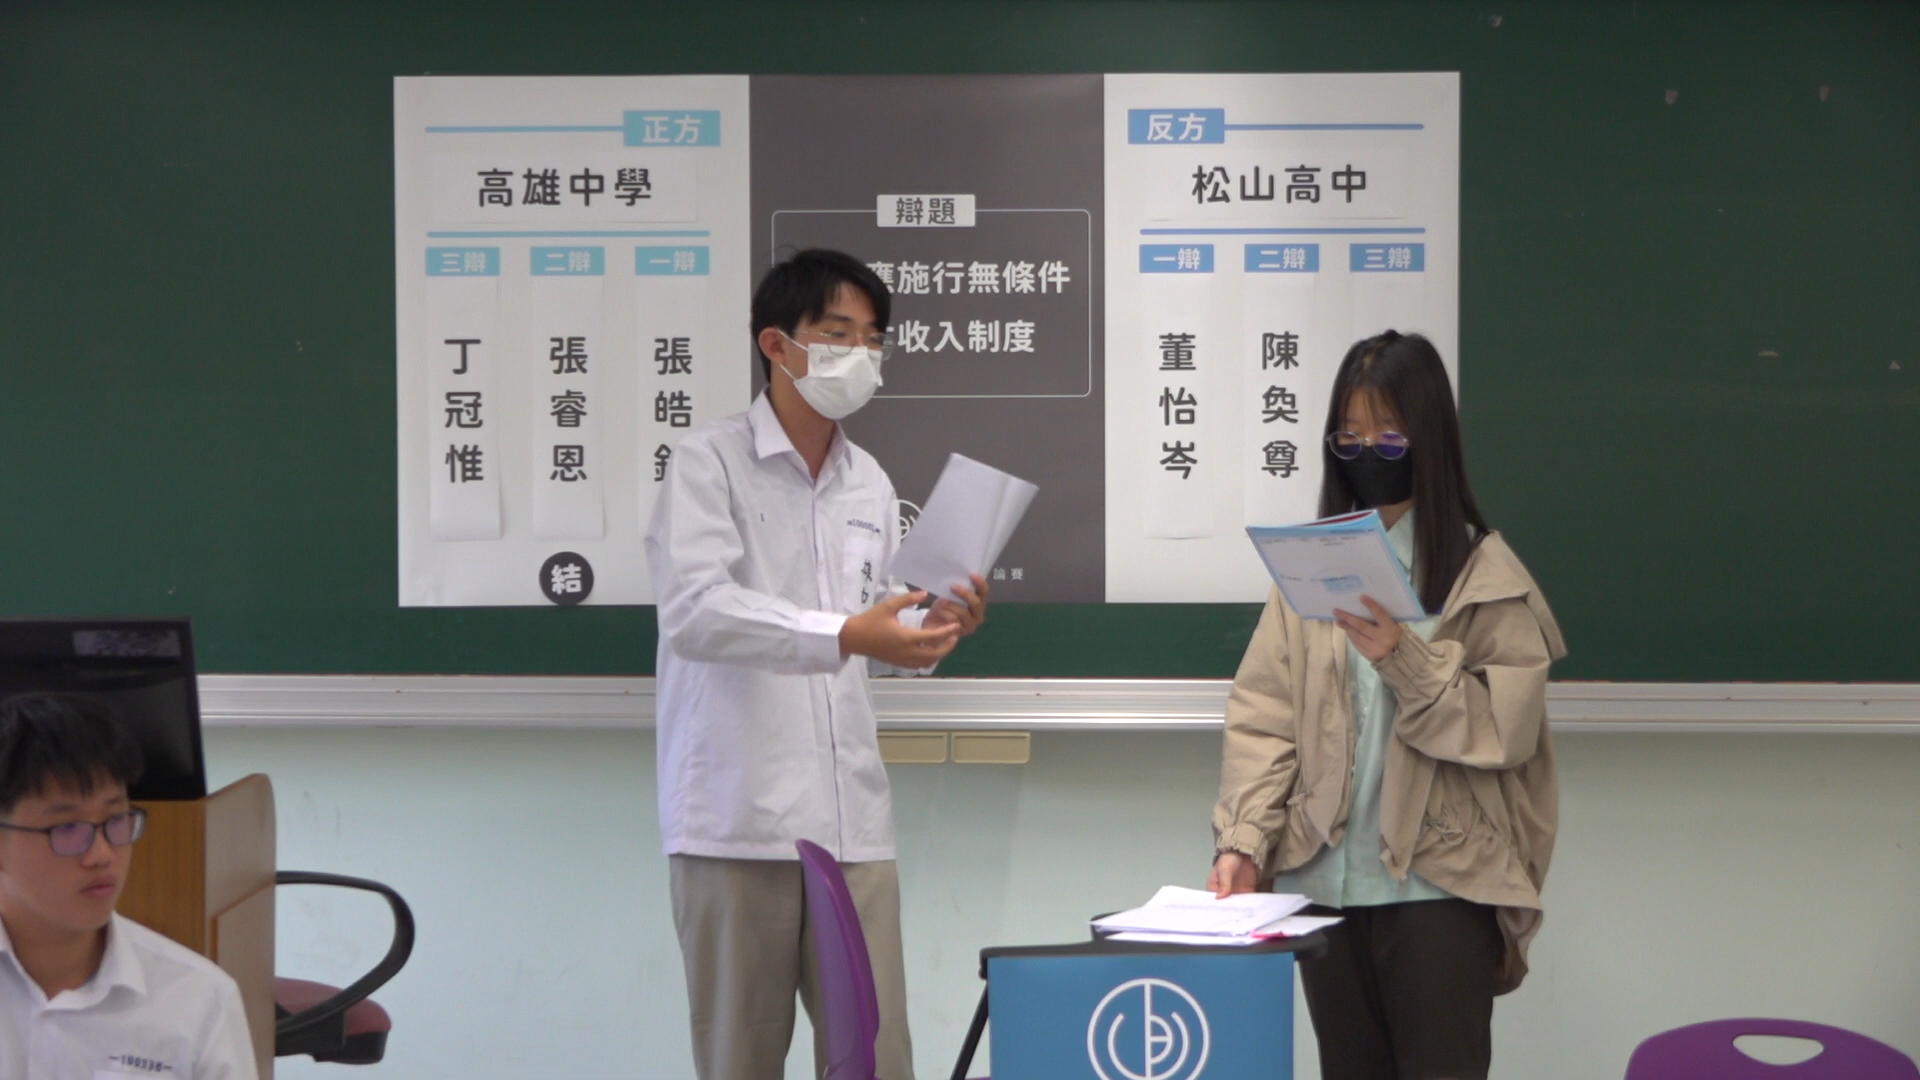 正方
高雄中學
三辯 二辯 一辯
丁冠惟
張睿恩
張皓
結
辯題
應施行無條件
收入制度
論賽
反方
松山高中
一辯 二辯 三辯
董怡岑
陳奐尊